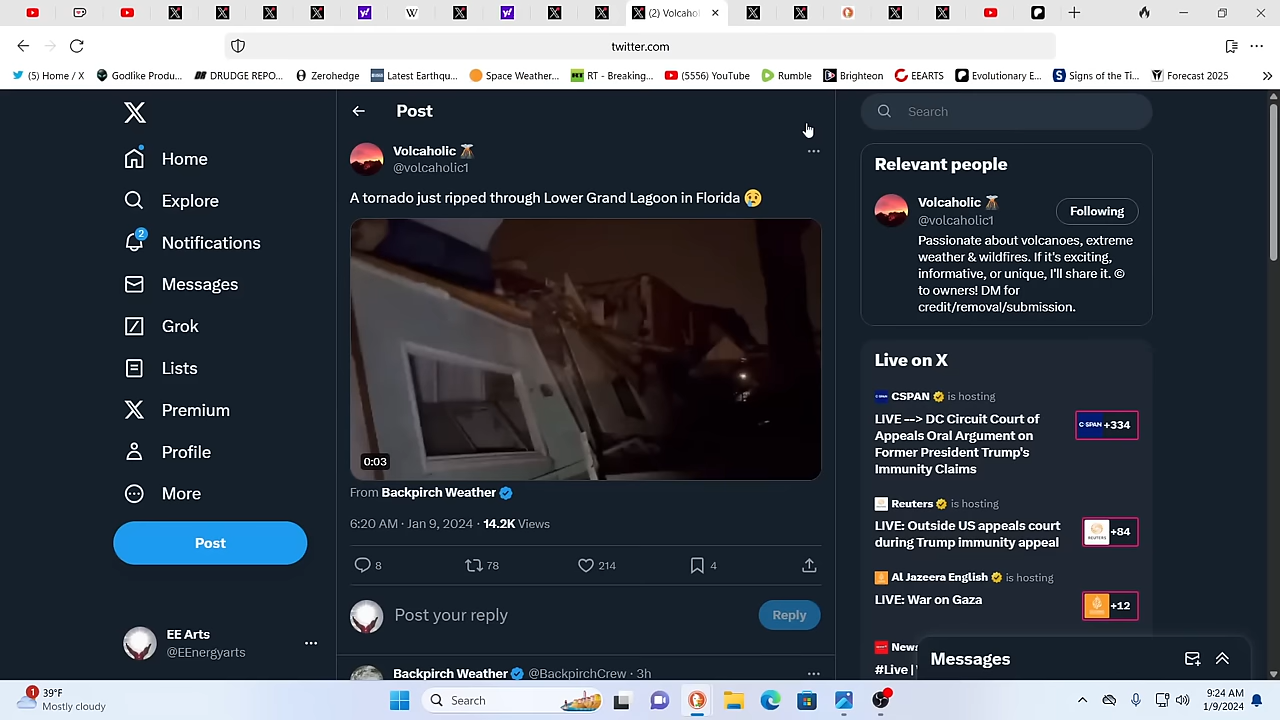 (2) Volcahol
twitter.com
(5) Home / X
Godlike Produ...
DRUDGE REPO...
Zerohedge
Latest Earthqu...
Space Weather...
RT - Breaking...
(5556) YouTube
Rumble
Brighteon
EEARTS
Evolutionary E...
Signs of the Ti...
Forecast 2025
Home
Explore
2
Notifications
Messages
Grok
Lists
Premium
Profile
More
Post
EE Arts
@EEnergyarts
Post
Volcaholic 🌋
@volcaholic1
A tornado just ripped through Lower Grand Lagoon in Florida 😢
0:03
From Backpirch Weather
6:20 AM · Jan 9, 2024 · 14.2K Views
8 78 214 4
Post your reply
Reply
Backpirch Weather @BackpirchCrew · 3h
Search
Relevant people
Volcaholic 🌋
@volcaholic1
Following
Passionate about volcanoes, extreme
weather & wildfires. If it's exciting,
informative, or unique, I'll share it. ©
to owners! DM for
credit/removal/submission.
Live on X
CSPAN is hosting
LIVE --> DC Circuit Court of
Appeals Oral Argument on
Former President Trump's
Immunity Claims
C-SPAN +334
Reuters is hosting
LIVE: Outside US appeals court
during Trump immunity appeal
REUTERS +84
Al Jazeera English is hosting
LIVE: War on Gaza
+12
News
#Live |
Messages
1
39°F
Mostly cloudy
Search
9:24 AM
1/9/2024